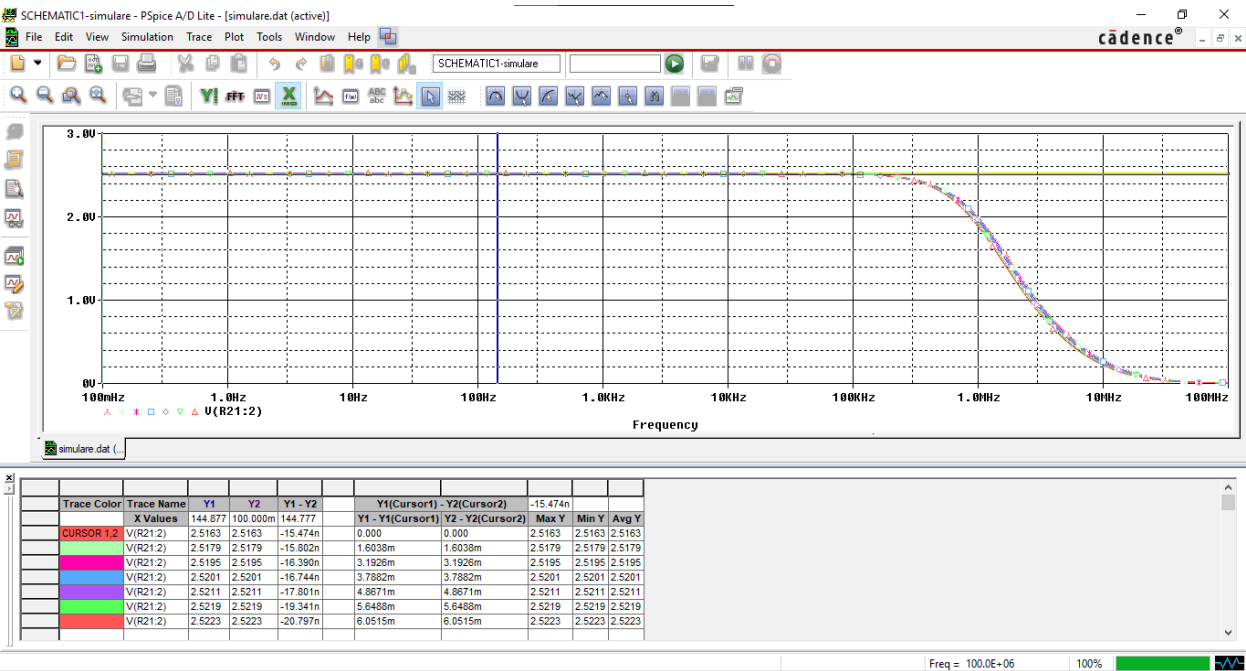 SCHEMATIC1-simulare - PSpice A/D Lite - [simulare.dat (active)]
File Edit View Simulation Trace Plot Tools Window Help
cādence®
SCHEMATIC1-simulare
FFT
ABC
abc
3.0V
2.0V
1.0V
0V
100mHz 1.0Hz 10Hz 100Hz 1.0KHz 10KHz 100KHz 1.0MHz 10MHz 100MHz
V(R21:2)
Frequency
simulare.dat (...
Y1(Cursor1) - Y2(Cursor2) -15.474n
Trace Color Trace Name Y1 Y2 Y1 - Y2
X Values 144.877 100.000m 144.777 Y1 - Y1(Cursor1) Y2 - Y2(Cursor2) Max Y Min Y Avg Y
CURSOR 1,2 V(R21:2) 2.5163 2.5163 -15.474n 0.000 0.000 2.5163 2.5163 2.5163
V(R21:2) 2.5179 2.5179 -15.802n 1.6038m 1.6038m 2.5179 2.5179 2.5179
V(R21:2) 2.5195 2.5195 -16.390n 3.1926m 3.1926m 2.5195 2.5195 2.5195
V(R21:2) 2.5201 2.5201 -16.744n 3.7882m 3.7882m 2.5201 2.5201 2.5201
V(R21:2) 2.5211 2.5211 -17.801n 4.8671m 4.8671m 2.5211 2.5211 2.5211
V(R21:2) 2.5219 2.5219 -19.341n 5.6488m 5.6488m 2.5219 2.5219 2.5219
V(R21:2) 2.5223 2.5223 -20.797n 6.0515m 6.0515m 2.5223 2.5223 2.5223
Freq = 100.0E+06 100%